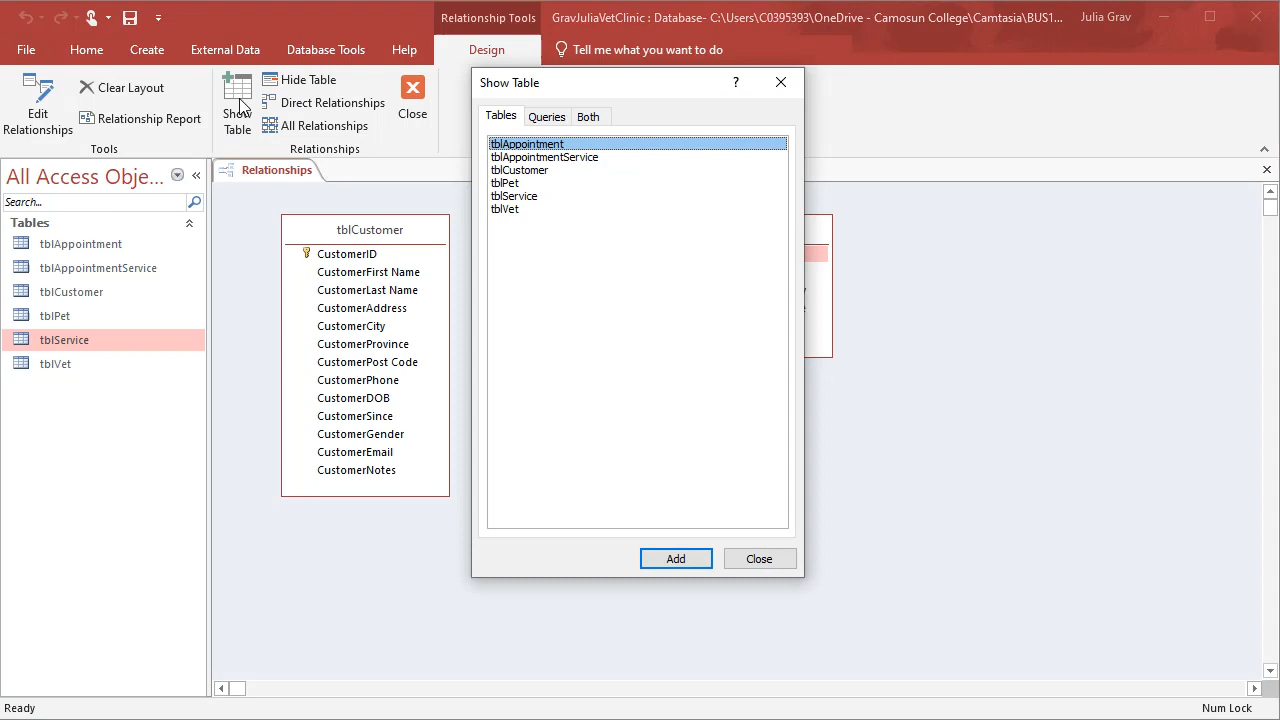 Relationship Tools
GravJuliaVetClinic : Database- C:\Users\C0395393\OneDrive - Camosun College\Camtasia\BUS1...
Julia Grav
File
Home
Create
External Data
Database Tools
Help
Design
Tell me what you want to do
Edit
Relationships
Clear Layout
Relationship Report
Tools
Show
Table
Hide Table
Direct Relationships
All Relationships
Relationships
Close
Show Table
?
Tables
Queries
Both
tblAppointment
tblAppointmentService
tblCustomer
tblPet
tblService
tblVet
Add
Close
All Access Obje...
Search...
Tables
tblAppointment
tblAppointmentService
tblCustomer
tblPet
tblService
tblVet
Relationships
tblCustomer
CustomerID
CustomerFirst Name
CustomerLast Name
CustomerAddress
CustomerCity
CustomerProvince
CustomerPost Code
CustomerPhone
CustomerDOB
CustomerSince
CustomerGender
CustomerEmail
CustomerNotes
Ready
Num Lock